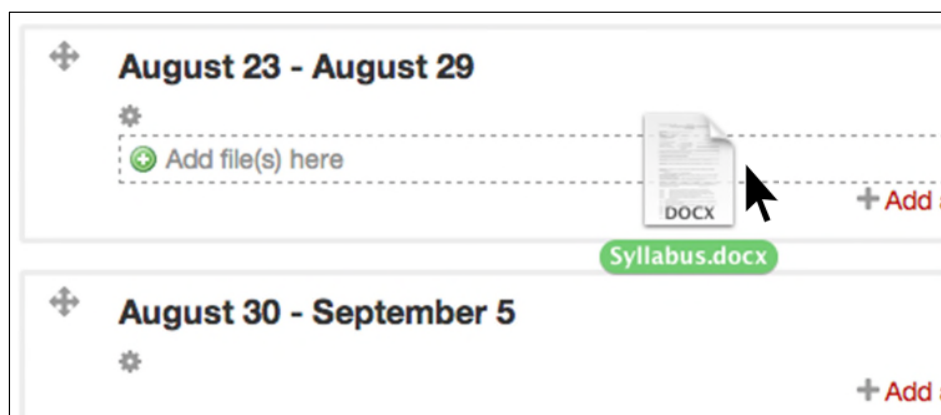 August 23 - August 29
Add file(s) here
DOCX
Add
Syllabus.docx
August 30 - September 5
Add